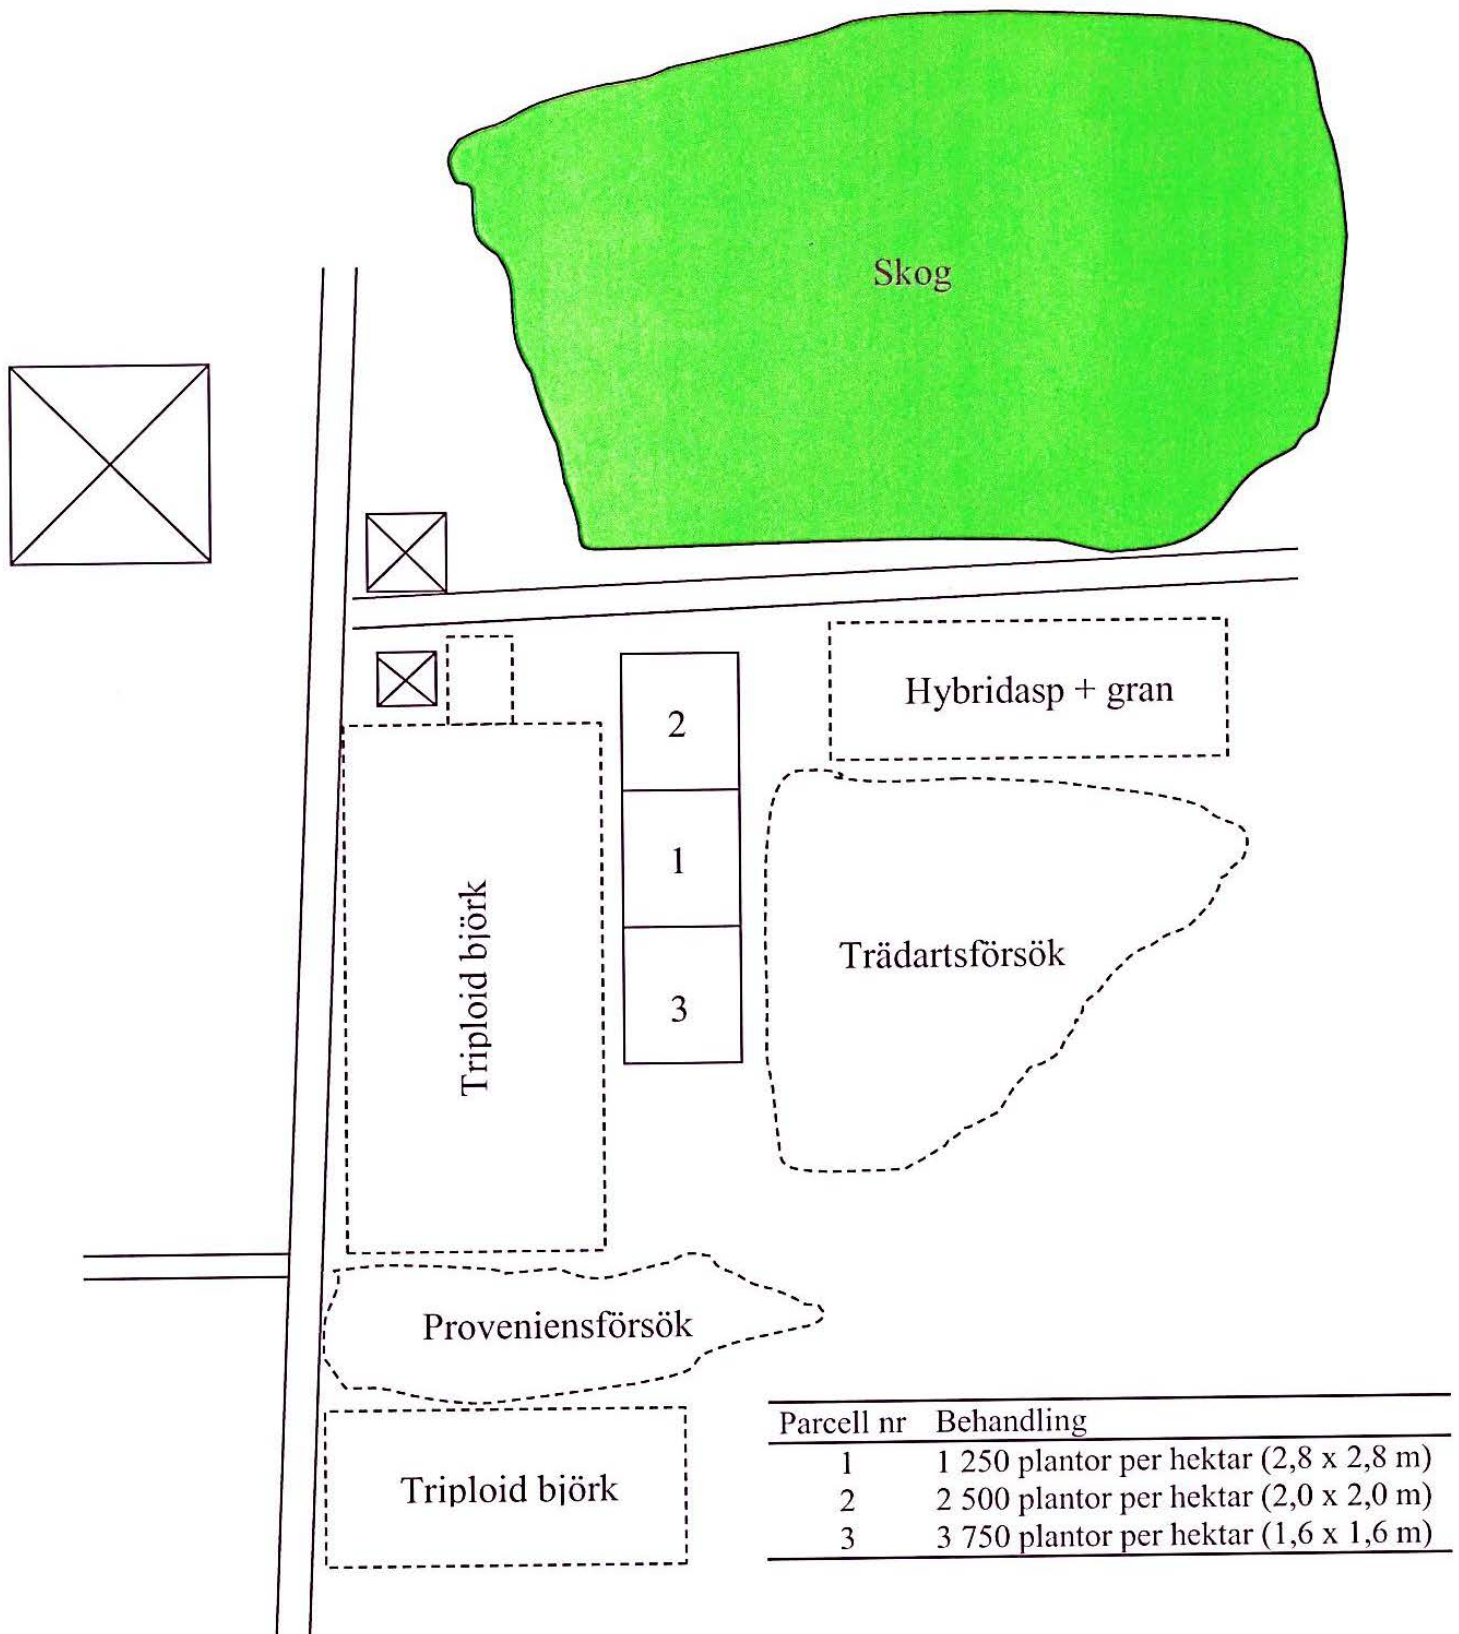 Skog
Hybridasp + gran
2
1
3
Triploid björk
Trädartsförsök
Proveniensförsök
Triploid björk
Parcell nr Behandling
1 1 250 plantor per hektar (2,8 x 2,8 m)
2 2 500 plantor per hektar (2,0 x 2,0 m)
3 3 750 plantor per hektar (1,6 x 1,6 m)